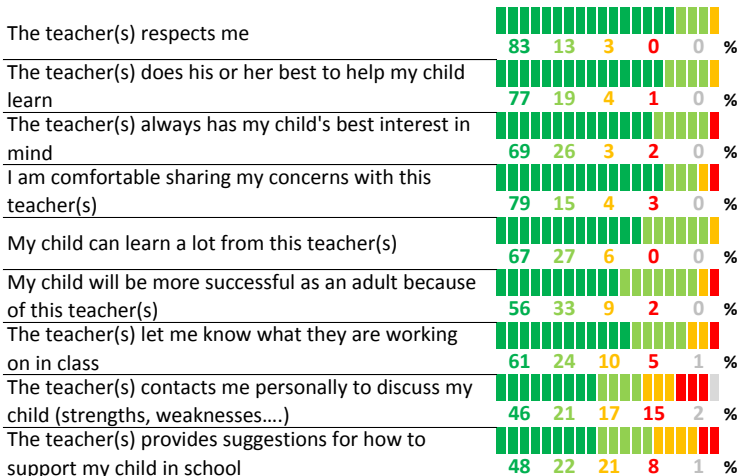 The teacher(s) respects me
83 13 3 0 0 %
The teacher(s) does his or her best to help my child
learn
77 19 4 1 0 %
The teacher(s) always has my child's best interest in
mind
69 26 3 2 0 %
I am comfortable sharing my concerns with this
teacher(s)
79 15 4 3 0 %
My child can learn a lot from this teacher(s)
67 27 6 0 0 %
My child will be more successful as an adult because
of this teacher(s)
56 33 9 2 0 %
The teacher(s) let me know what they are working
on in class
61 24 10 5 1 %
The teacher(s) contacts me personally to discuss my
child (strengths, weaknesses....)
46 21 17 15 2 %
The teacher(s) provides suggestions for how to
support my child in school
48 22 21 8 1 %